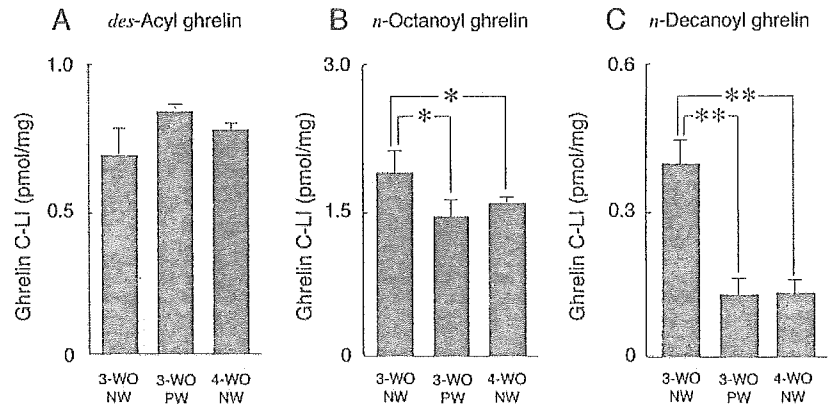 A des-Acyl ghrelin
Ghrelin C-LI (pmol/mg)
1.0
0.5
0
3-WO NW
3-WO PW
4-WO NW
B n-Octanoyl ghrelin
Ghrelin C-LI (pmol/mg)
3.0
1.5
0
*
*
3-WO NW
3-WO PW
4-WO NW
C n-Decanoyl ghrelin
Ghrelin C-LI (pmol/mg)
0.6
0.3
0
**
**
3-WO NW
3-WO PW
4-WO NW